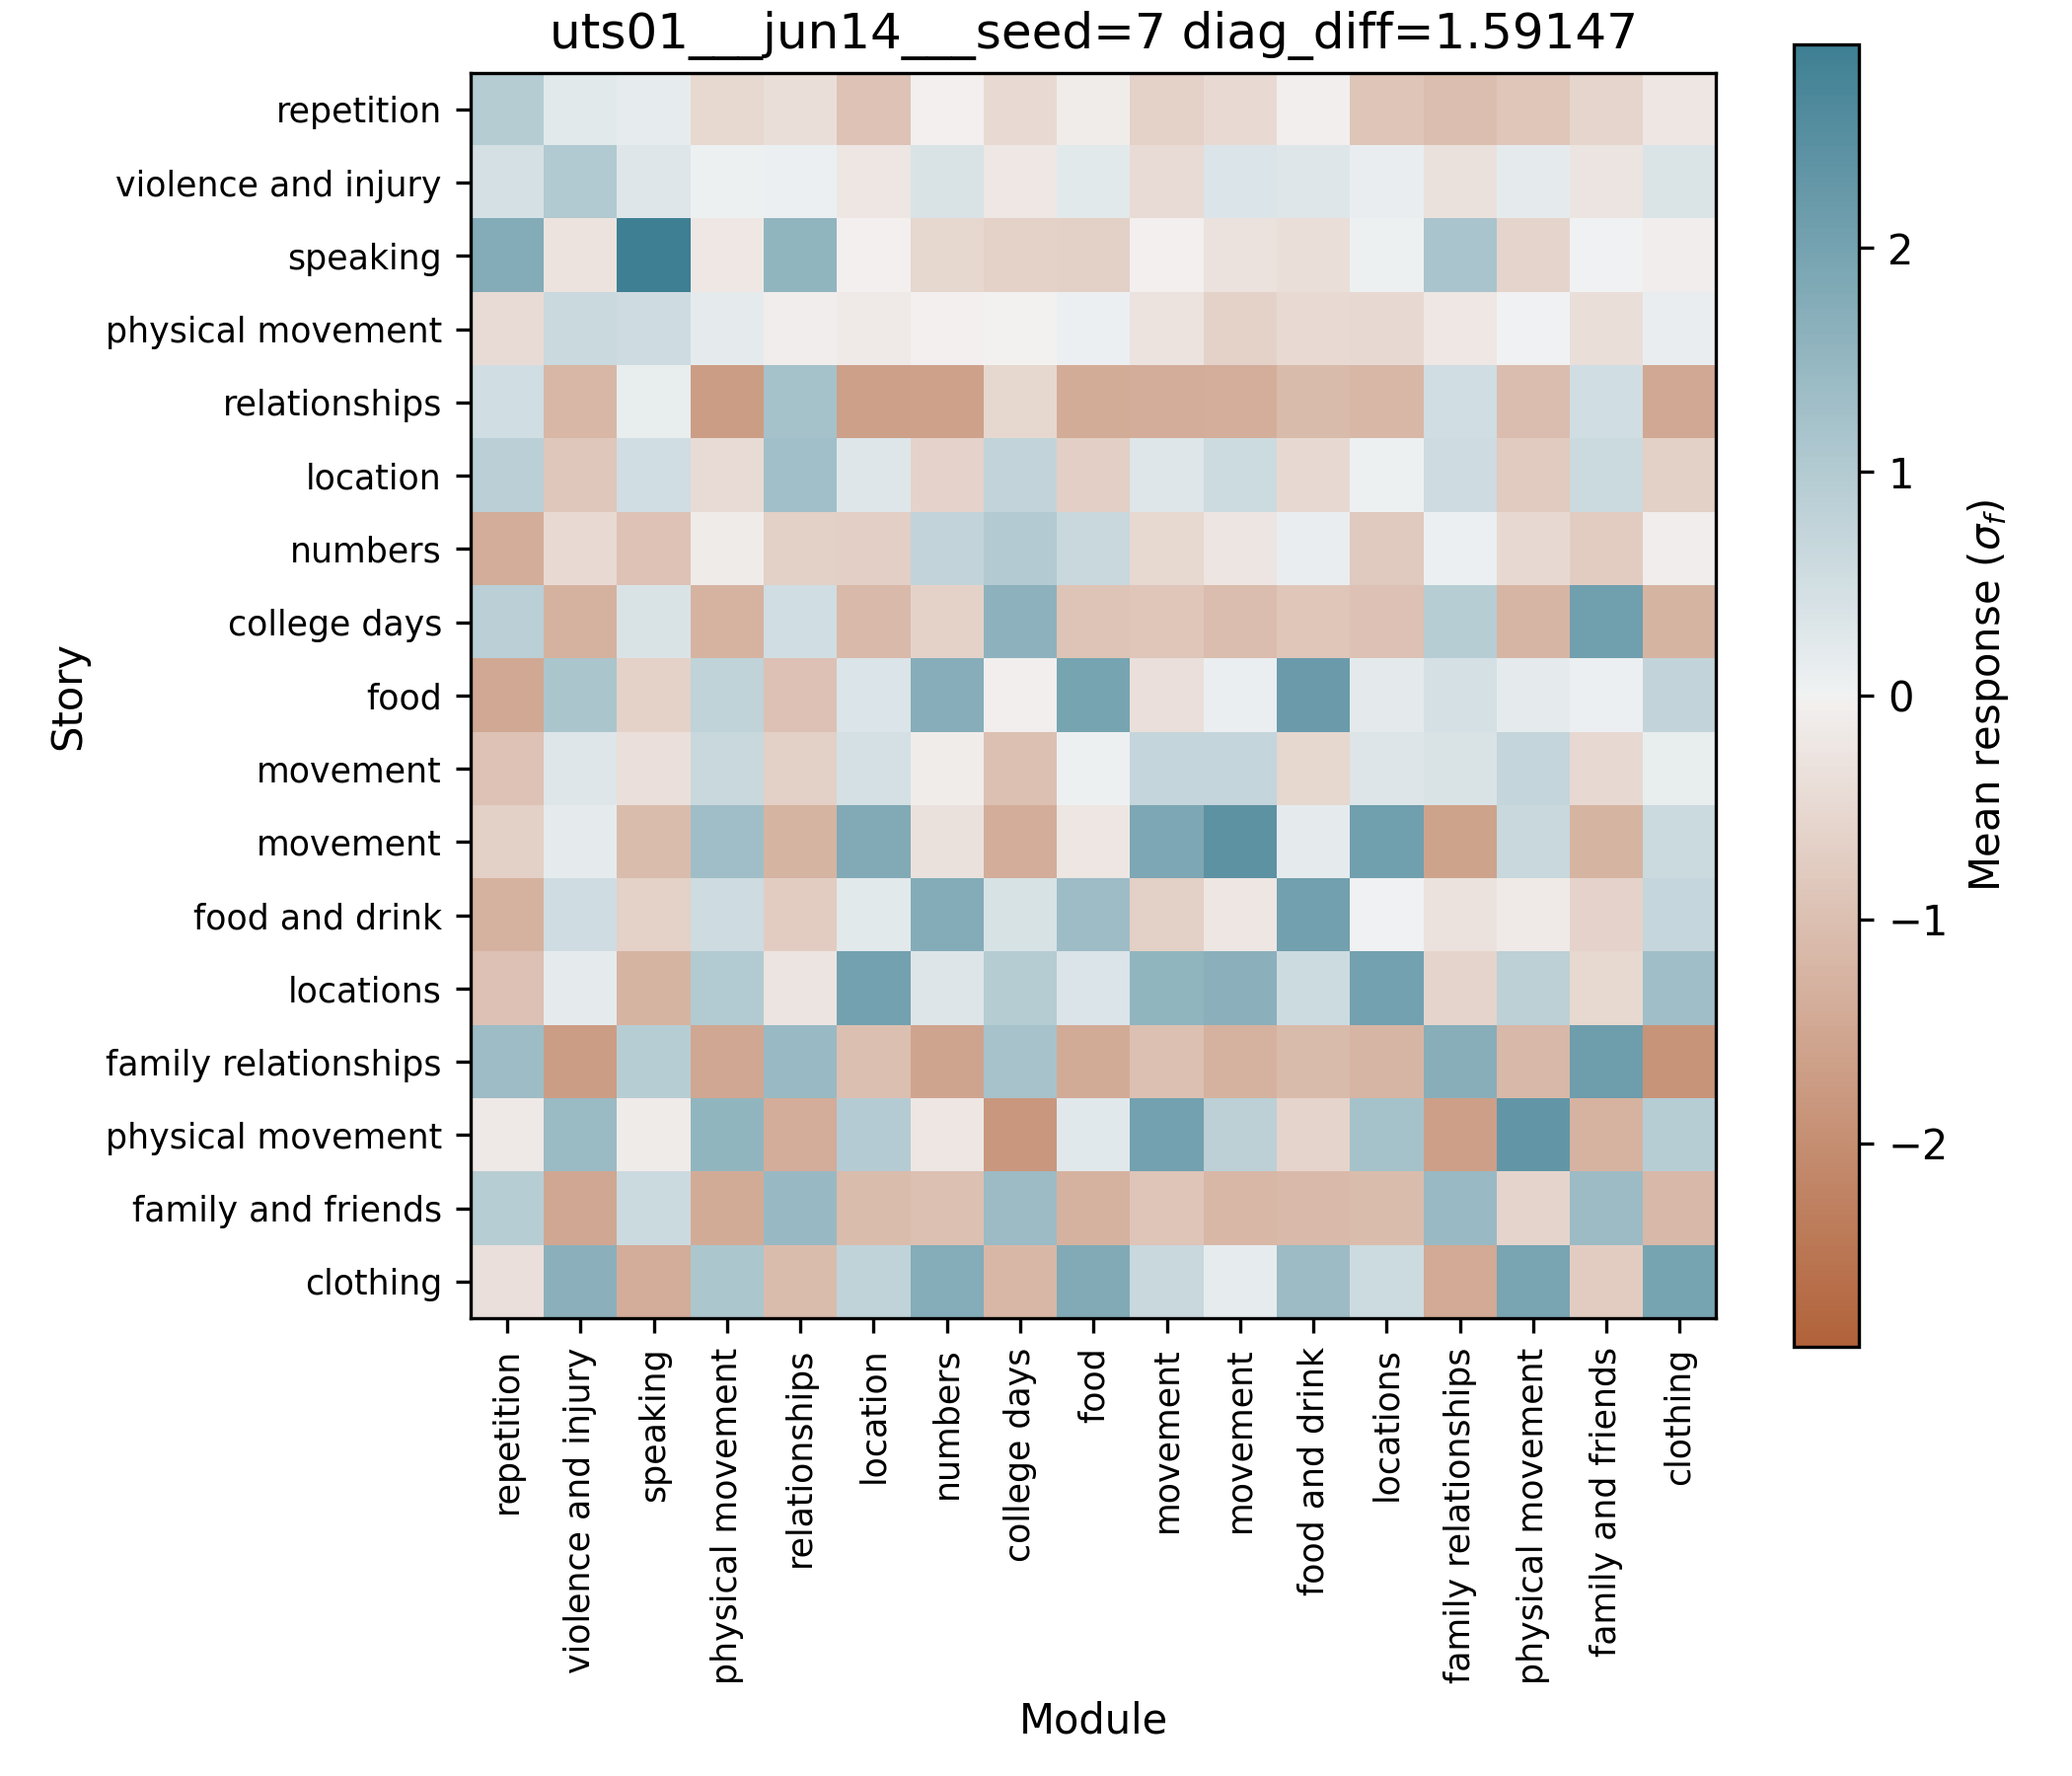 uts01___jun14___seed=7 diag_diff=1.59147
Story
repetition
violence and injury
speaking
physical movement
relationships
location
numbers
college days
food
movement
movement
food and drink
locations
family relationships
physical movement
family and friends
clothing
repetition
violence and injury
speaking
physical movement
relationships
location
numbers
college days
food
movement
movement
food and drink
locations
family relationships
physical movement
family and friends
clothing
Module
2
1
0
−1
−2
Mean response (σf)